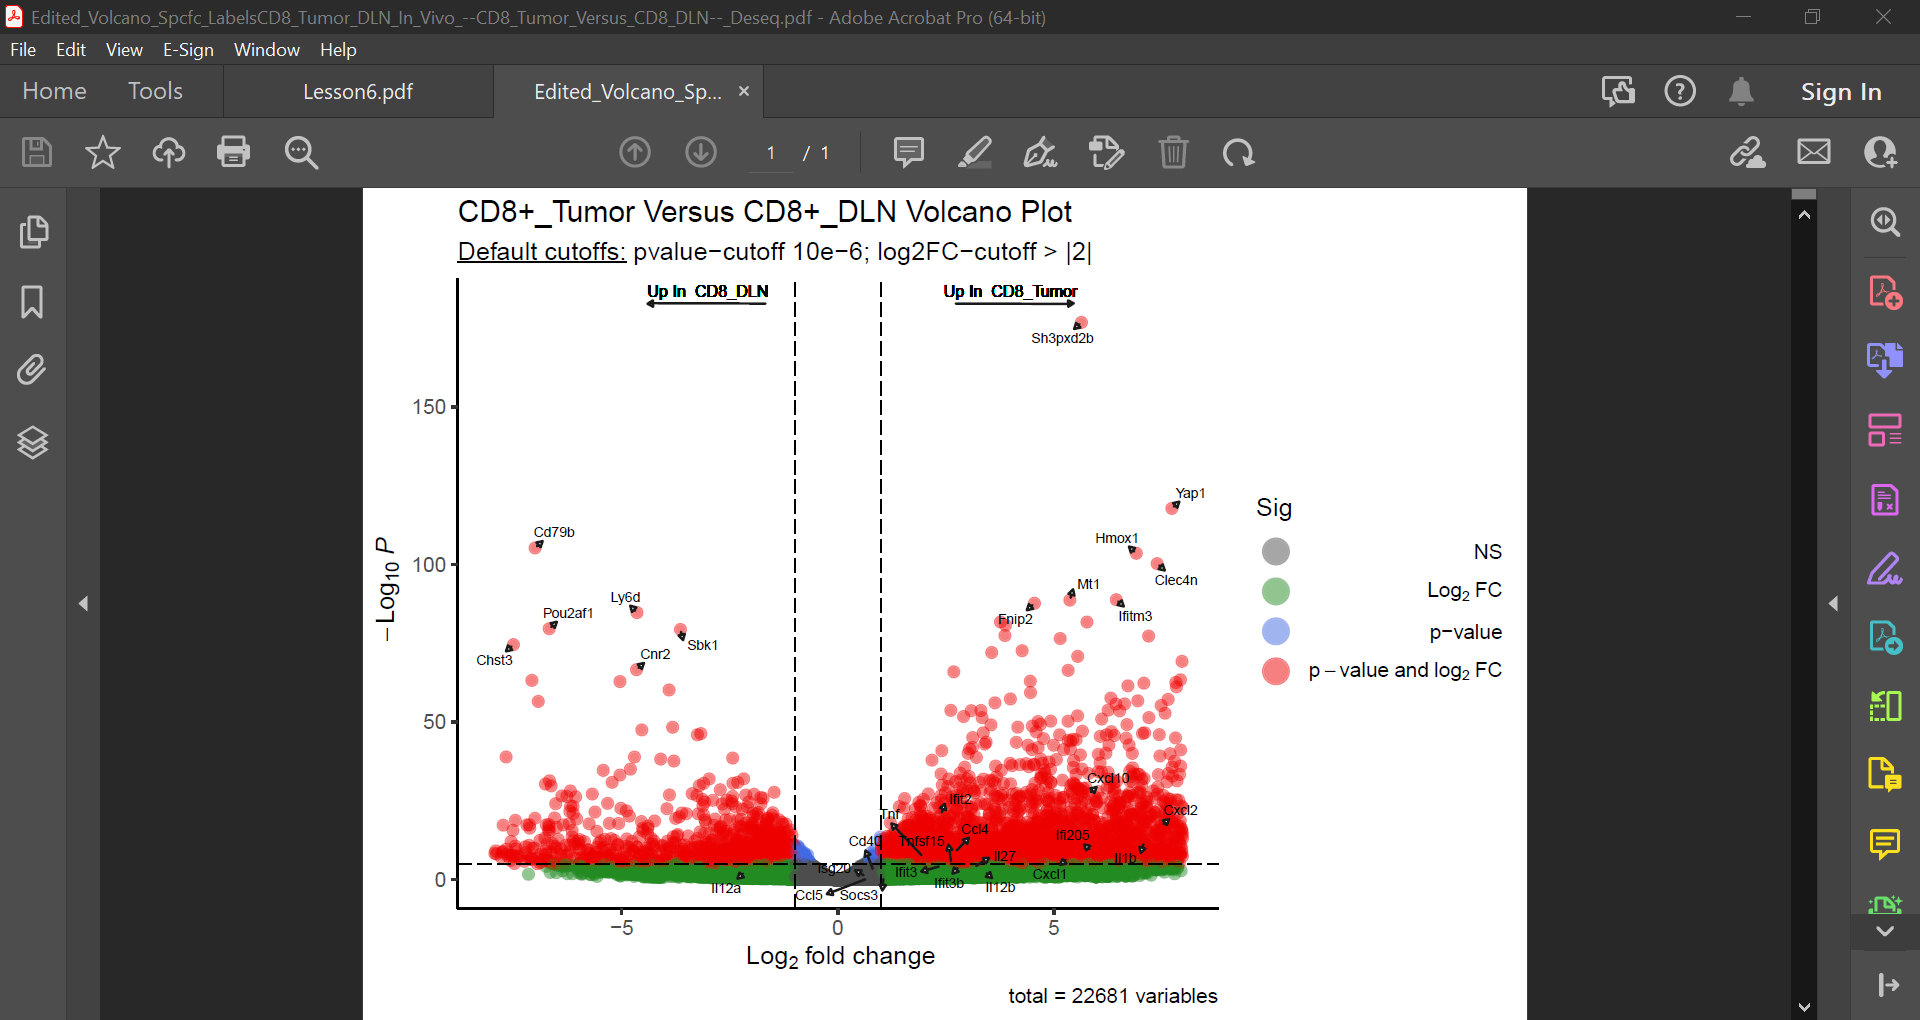 Edited_Volcano_Spcfc_LabelsCD8_Tumor_DLN_In_Vivo_--CD8_Tumor_Versus_CD8_DLN--_Deseq.pdf - Adobe Acrobat Pro (64-bit)
File Edit View E-Sign Window Help
Home Tools Lesson6.pdf Edited_Volcano_Sp... × Sign In
1 / 1
CD8+_Tumor Versus CD8+_DLN Volcano Plot
Default cutoffs: pvalue−cutoff 10e−6; log2FC−cutoff > |2|
Up In CD8_DLN Up In CD8_Tumor
Sh3pxd2b
150
Yap1
Sig
Cd79b Hmox1
NS
−Log10 P
100
Clec4n
Mt1
Log2 FC
Ly6d
Pou2af1 Fnip2 Ifitm3
p−value
Sbk1
Chst3 Cnr2
p − value and log2 FC
50
Cxcl10
Ifit2
Tnf Cxcl2
Ccl4
Cd40 Tnfsf15 Ifi205
Il27 Il1b
Isg20 Ifit3 Cxcl1
0
Il12a Ifit3b Il12b
Ccl5 Socs3
−5 0 5
Log2 fold change
total = 22681 variables